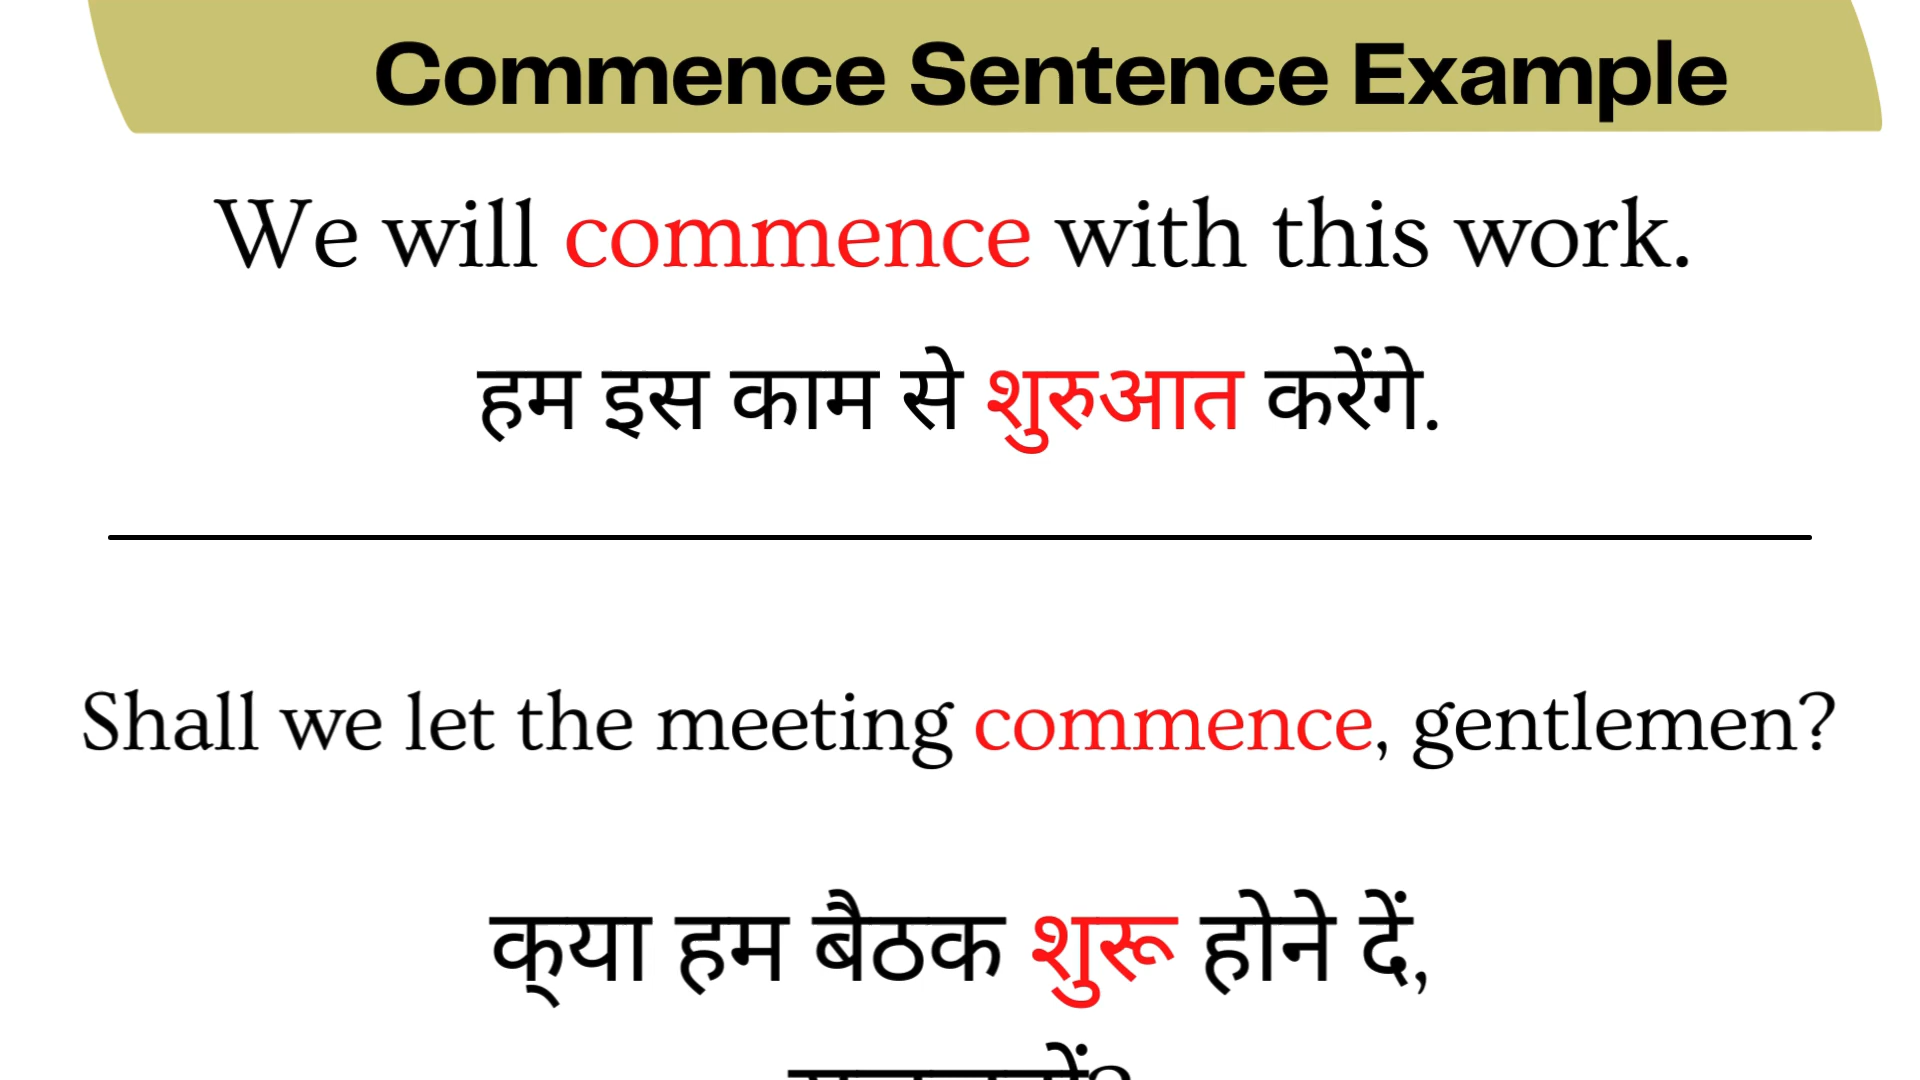 Commence Sentence Example
We will commence with this work.
हम इस काम से शुरुआत करेंगे.
Shall we let the meeting commence, gentlemen?
क्‌या हम बैठक शुरू होने दें,